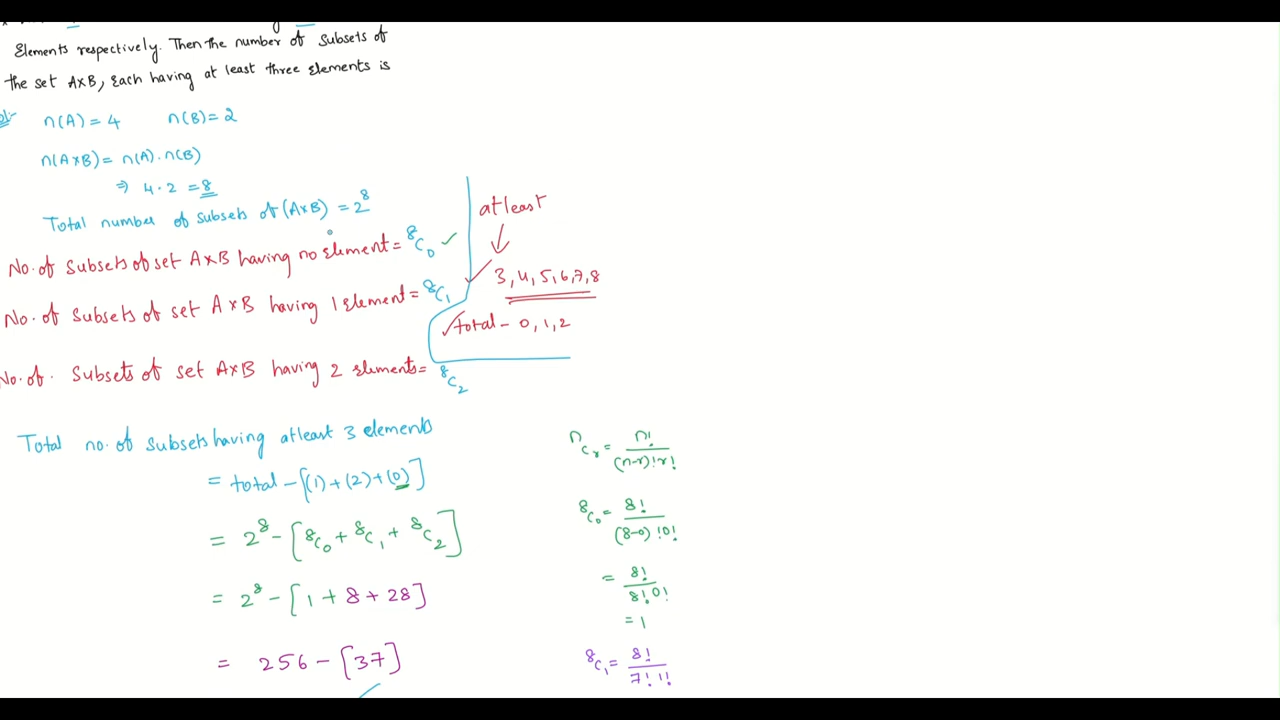 Elements respectively. Then the number of subsets of
the set A×B, Each having at least three elements is
n(A) = 4 n(B) = 2
n(A×B) = n(A) . n(B)
⇒ 4 . 2 = 8
Total number of subsets of (A×B) = 2^8
No. of subsets of set A×B having no element = 8C0 ✓
No. of subsets of set A×B having 1 element = 8C1
No. of. Subsets of set A×B having 2 elements = 8C2
atleast
3, 4, 5, 6, 7, 8
✓total - 0, 1, 2
Total no. of subsets having atleast 3 elements
= total - [(1) + (2) + (0)]
= 2^8 - [8C0 + 8C1 + 8C2]
= 2^8 - [1 + 8 + 28]
= 256 - [37]
nCr = n!/(n-r)! r!
8C0 = 8!/(8-0)! 0!
= 8!/8! 0!
= 1
8C1 = 8!/7! 1!